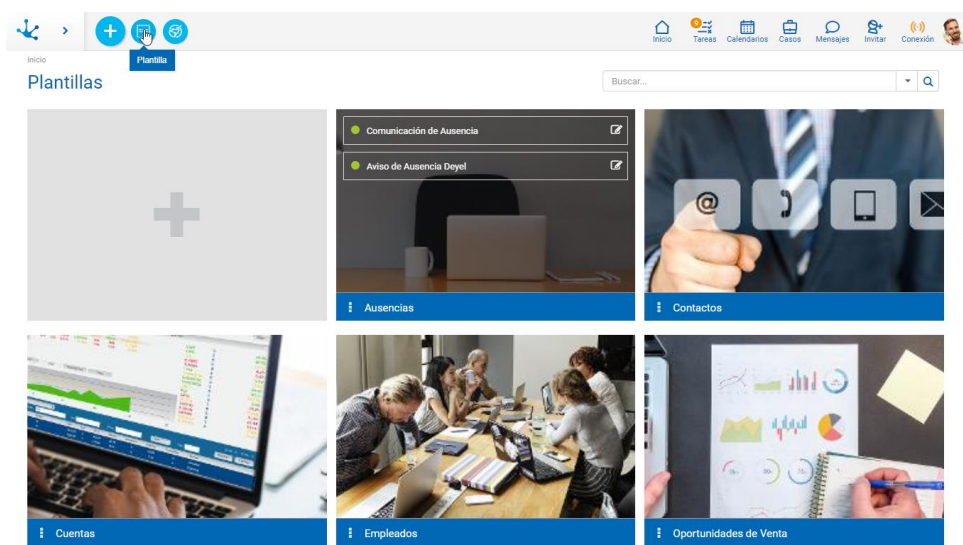 9
Inicio
Tareas
Calendarios
Casos
Mensajes
Invitar
Conexión
Inicio
Plantilla
Plantillas
Buscar...
Comunicación de Ausencia
Aviso de Ausencia Deyel
@
Ausencias
Contactos
Cuentas
Empleados
Oportunidades de Venta